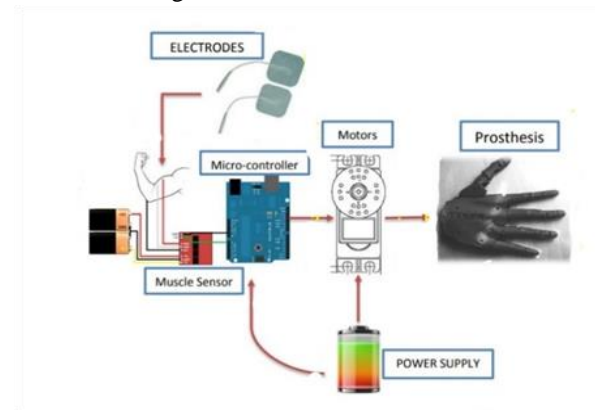 ELECTRODES
Motors
Prosthesis
Micro-controller
Muscle Sensor
POWER SUPPLY